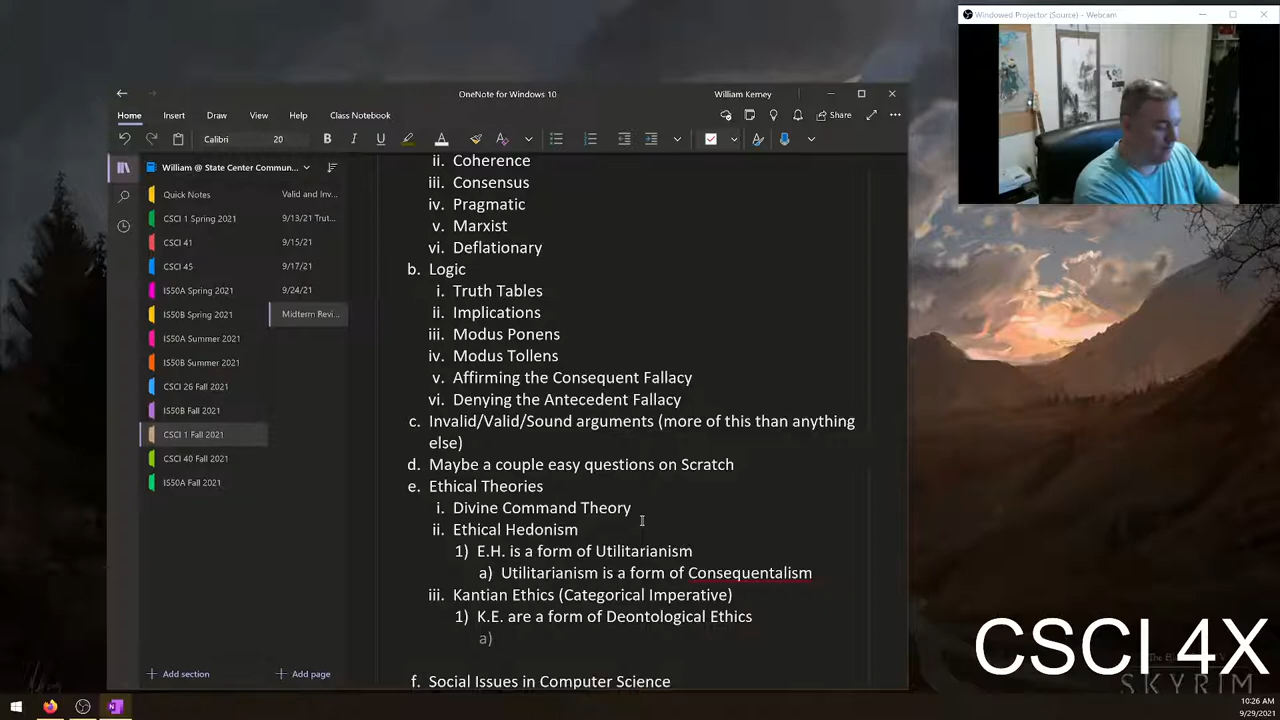 Windowed Projector (Source) - Webcam
OneNote for Windows 10
William Kerney
Home
Insert
Draw
View
Help
Class Notebook
Share
Calibri
20
B
I
U
A
William @ State Center Commun...
Quick Notes
CSCI 1 Spring 2021
CSCI 41
CSCI 45
IS50A Spring 2021
IS50B Spring 2021
IS50A Summer 2021
IS50B Summer 2021
CSCI 26 Fall 2021
IS50B Fall 2021
CSCI 1 Fall 2021
CSCI 40 Fall 2021
IS50A Fall 2021
Add section
Valid and Inv...
9/13/21 Trut...
9/15/21
9/17/21
9/24/21
Midterm Revi...
Add page
ii. Coherence
iii. Consensus
iv. Pragmatic
v. Marxist
vi. Deflationary
b. Logic
i. Truth Tables
ii. Implications
iii. Modus Ponens
iv. Modus Tollens
v. Affirming the Consequent Fallacy
vi. Denying the Antecedent Fallacy
c. Invalid/Valid/Sound arguments (more of this than anything
else)
d. Maybe a couple easy questions on Scratch
e. Ethical Theories
i. Divine Command Theory
ii. Ethical Hedonism
1) E.H. is a form of Utilitarianism
a) Utilitarianism is a form of Consequentalism
iii. Kantian Ethics (Categorical Imperative)
1) K.E. are a form of Deontological Ethics
a)
f. Social Issues in Computer Science
CSCI 4X
SKYRIM
10:26 AM
9/29/2021